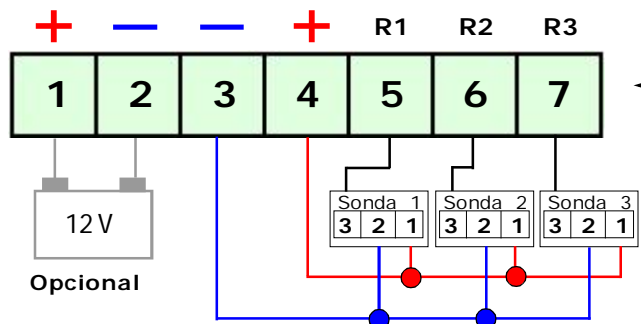 + — — + R1 R2 R3
1 2 3 4 5 6 7
Sonda 1 Sonda 2 Sonda 3
3 2 1 3 2 1 3 2 1
12 V
Opcional